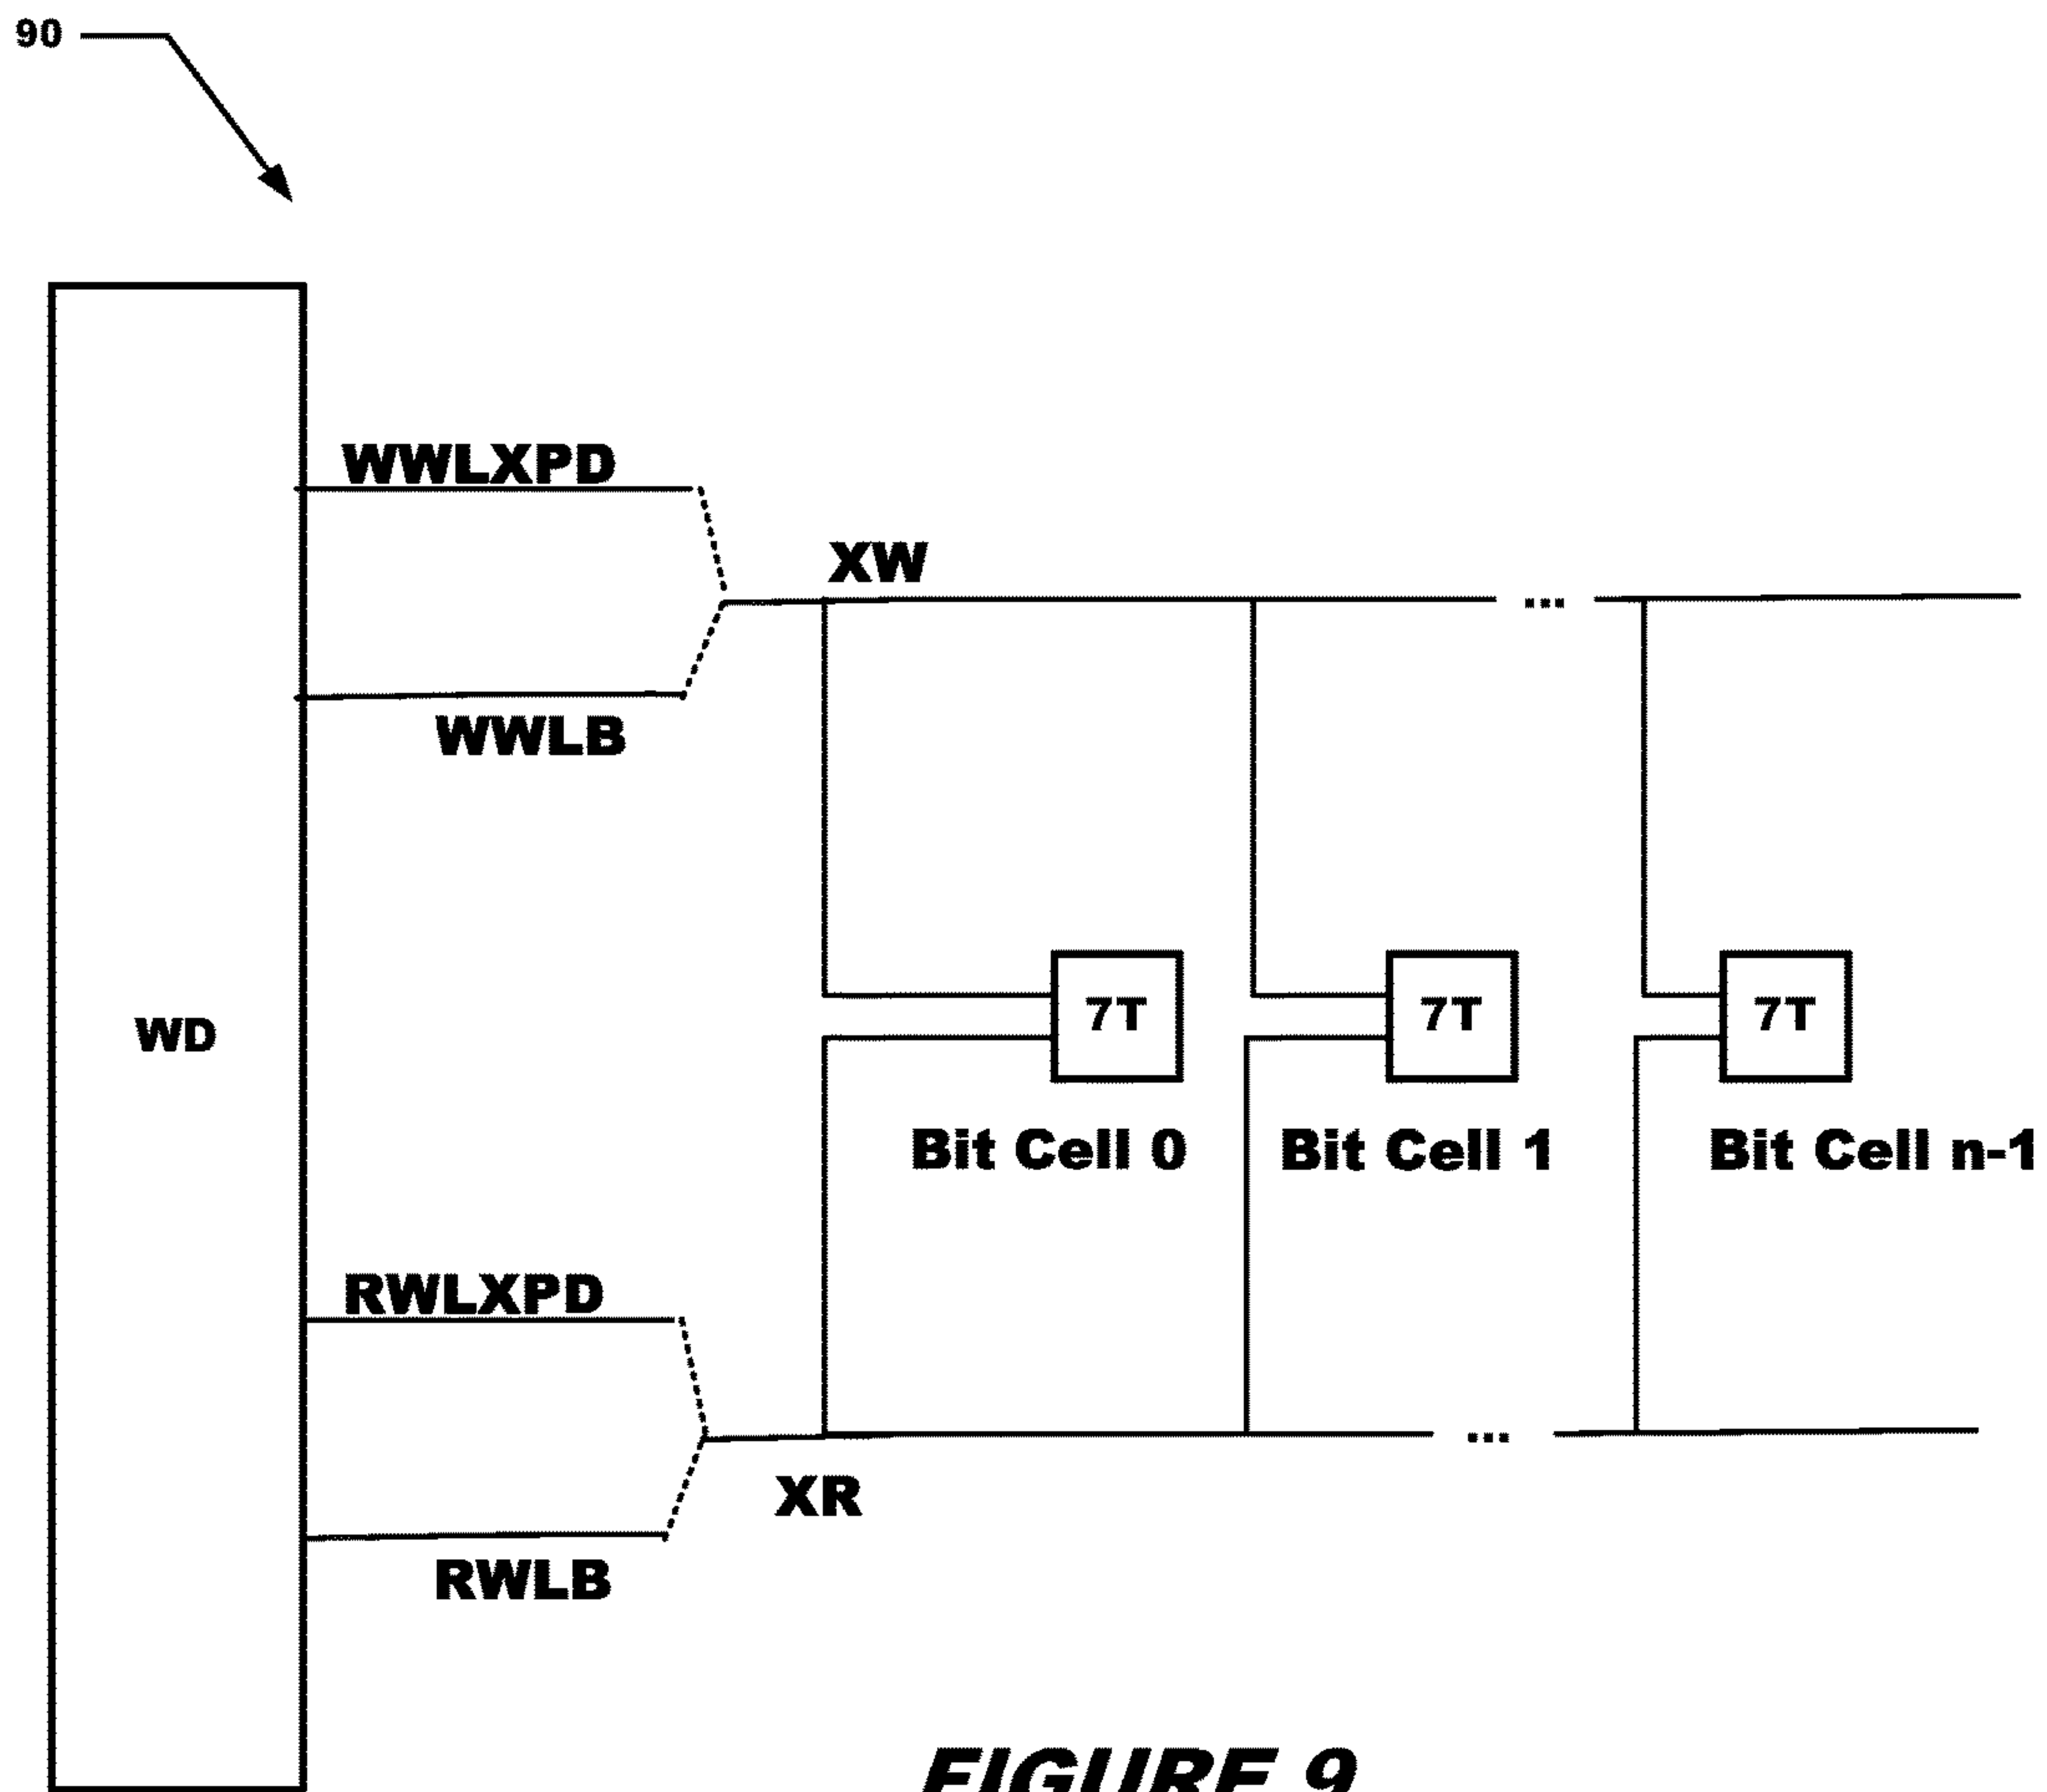 90
WWLXPD
XW
...
WWLB
WD
7T
7T
7T
Bit Cell 0
Bit Cell 1
Bit Cell n-1
RWLXPD
...
XR
RWLB
FIGURE 9